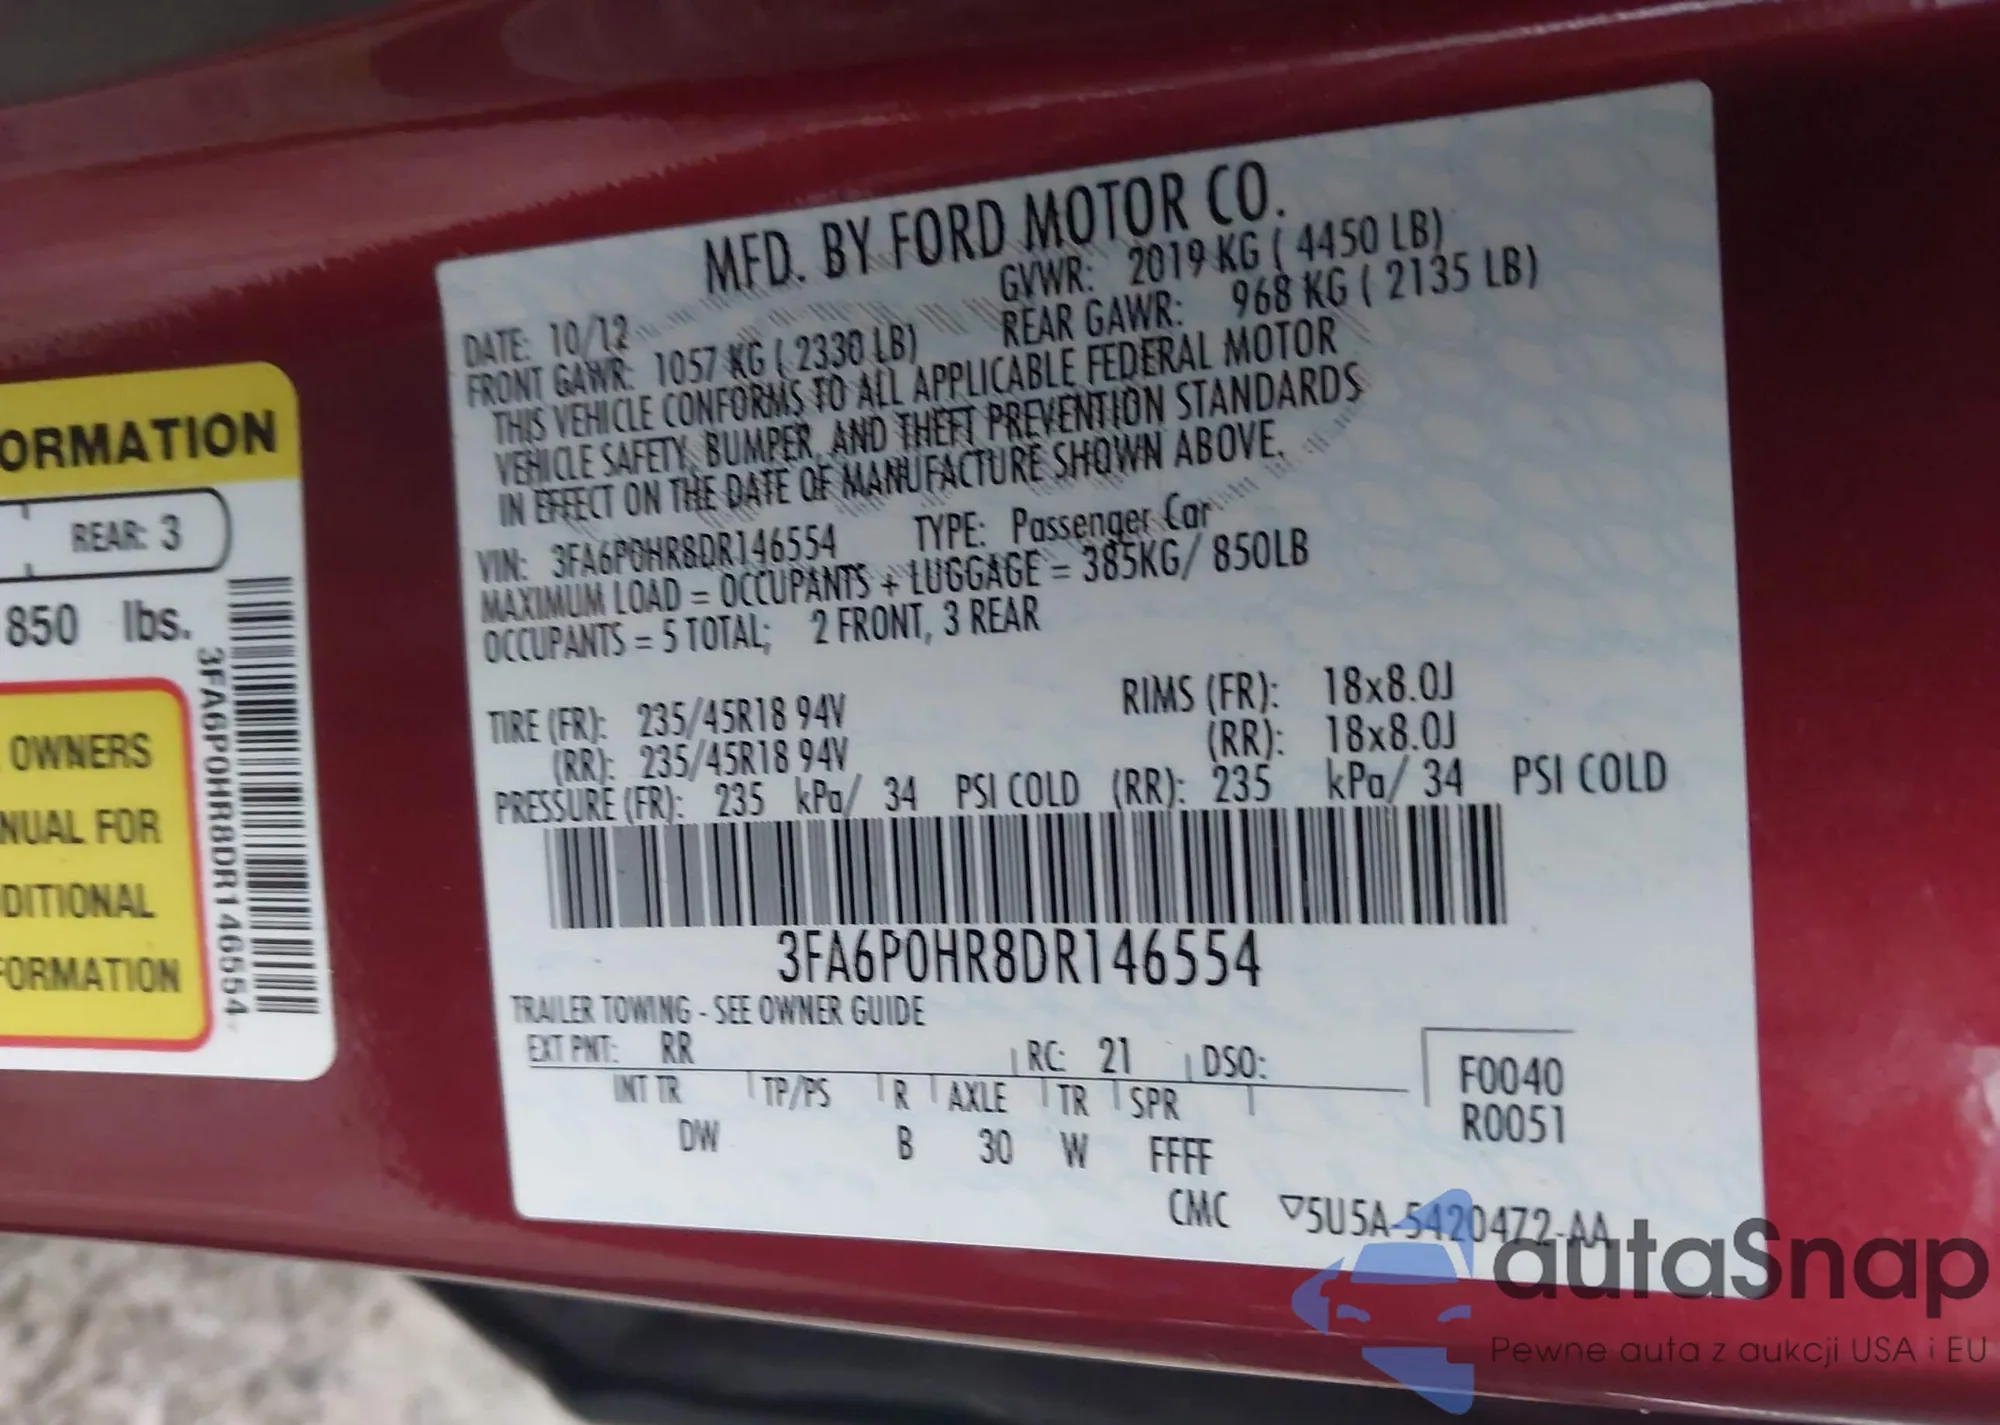 MFD. BY FORD MOTOR CO.
DATE: 10/12 GVWR: 2019 KG ( 4450 LB)
FRONT GAWR: 1057 KG ( 2330 LB) REAR GAWR: 968 KG ( 2135 LB)
THIS VEHICLE CONFORMS TO ALL APPLICABLE FEDERAL MOTOR
VEHICLE SAFETY, BUMPER, AND THEFT PREVENTION STANDARDS
IN EFFECT ON THE DATE OF MANUFACTURE SHOWN ABOVE.
VIN: 3FA6P0HR8DR146554 TYPE: Passenger Car
MAXIMUM LOAD = OCCUPANTS + LUGGAGE = 385KG/ 850LB
OCCUPANTS = 5 TOTAL; 2 FRONT, 3 REAR
TIRE (FR): 235/45R18 94V RIMS (FR): 18x8.0J
(RR): 235/45R18 94V (RR): 18x8.0J
PRESSURE (FR): 235 kPa/ 34 PSI COLD (RR): 235 kPa/ 34 PSI COLD
3FA6P0HR8DR146554
TRAILER TOWING - SEE OWNER GUIDE
EXT PNT: RR RC: 21 DSO:
F0040
INT TR TP/PS R AXLE TR SPR
R0051
DW B 30 W FFFF
CMC ▽5U5A-5420472-AA
ORMATION
REAR: 3
850 lbs.
OWNERS
NUAL FOR
DITIONAL
FORMATION
3FA6P0HR8DR146554
autaSnap
Pewne auta z aukcji USA i EU